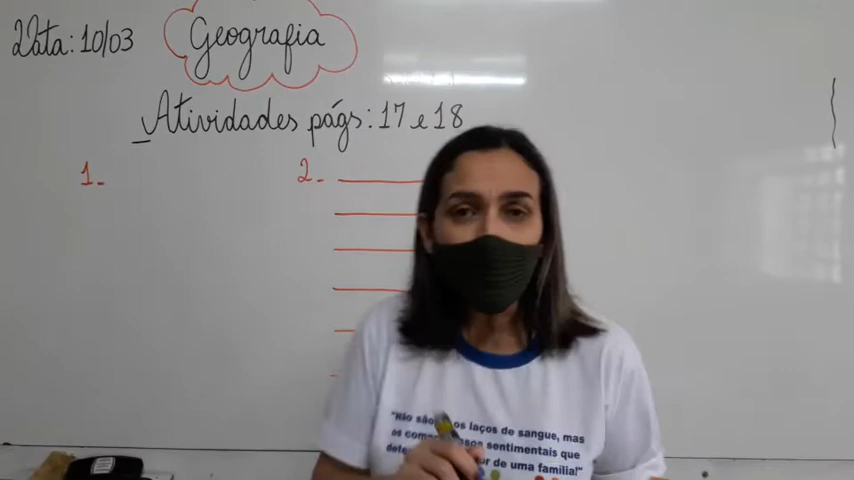 Data: 10/03
Geografia
Atividades págs: 17 e 18
1-
2-
"Não são os laços de sangue, mas
os sentimentais que
de uma família!"